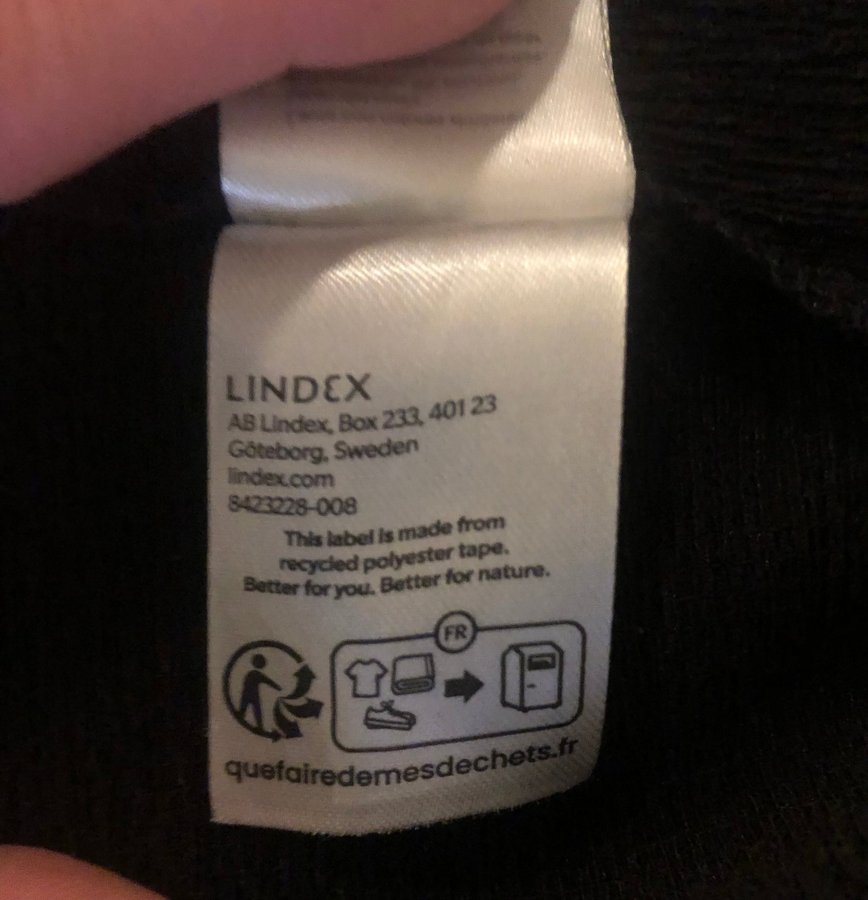 LINDEX
AB Lindex, Box 233, 401 23
Göteborg, Sweden
lindex.com
8423228-008
This label is made from
recycled polyester tape.
Better for you. Better for nature.
FR
quefairedemesdechets.fr